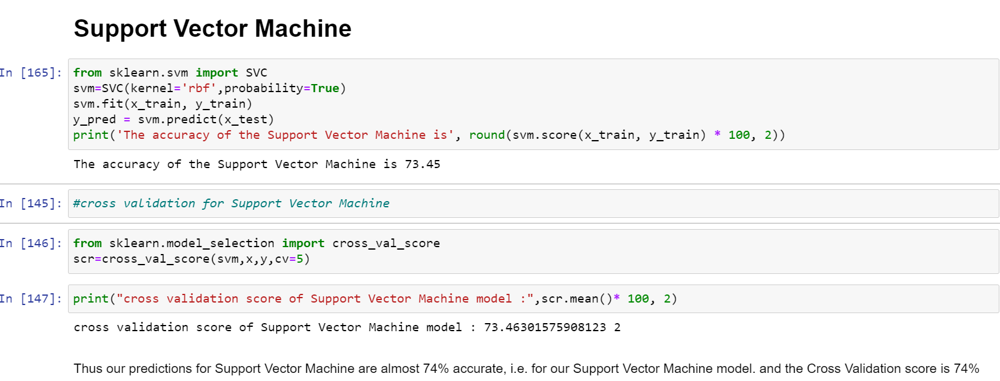 Support Vector Machine
In [165]: from sklearn.svm import SVC
svm=SVC(kernel='rbf',probability=True)
svm.fit(x_train, y_train)
y_pred = svm.predict(x_test)
print('The accuracy of the Support Vector Machine is', round(svm.score(x_train, y_train) * 100, 2))
The accuracy of the Support Vector Machine is 73.45
In [145]: #cross validation for Support Vector Machine
In [146]: from sklearn.model_selection import cross_val_score
scr=cross_val_score(svm,x,y,cv=5)
In [147]: print("cross validation score of Support Vector Machine model :",scr.mean()* 100, 2)
cross validation score of Support Vector Machine model : 73.46301575908123 2
Thus our predictions for Support Vector Machine are almost 74% accurate, i.e. for our Support Vector Machine model. and the Cross Validation score is 74%